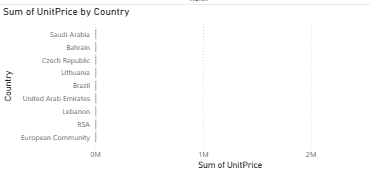 Sum of UnitPrice by Country
Country
Saudi Arabia
Bahrain
Czech Republic
Lithuania
Brazil
United Arab Emirates
Lebanon
RSA
European Community
0M 1M 2M
Sum of UnitPrice